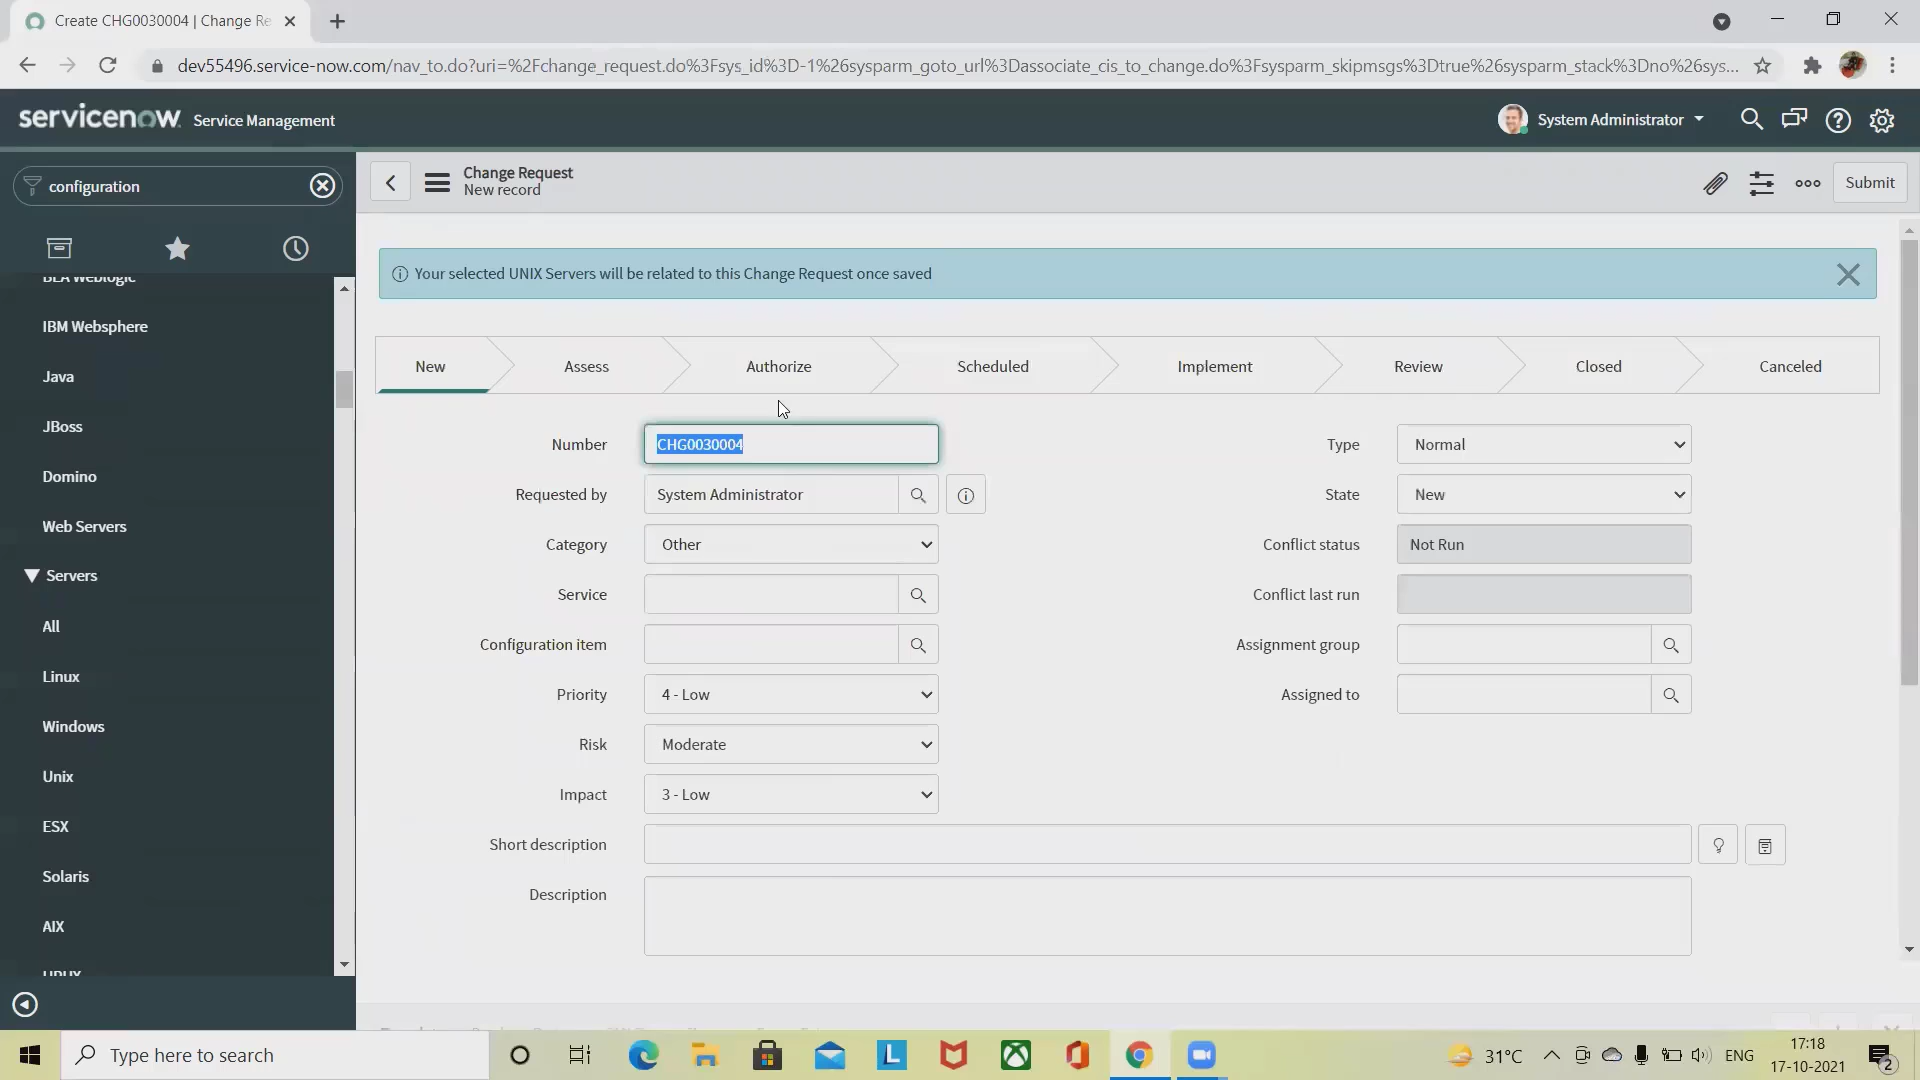 Create CHG0030004 | Change Re
dev55496.service-now.com/nav_to.do?uri=%2Fchange_request.do%3Fsys_id%3D-1%26sysparm_goto_url%3Dassociate_cis_to_change.do%3Fsysparm_skipmsgs%3Dtrue%26sysparm_stack%3Dno%26sys...
servicenow Service Management
System Administrator
configuration
Change Request
New record
Submit
Your selected UNIX Servers will be related to this Change Request once saved
BEA Weblogic
IBM Websphere
Java
JBoss
Domino
Web Servers
Servers
All
Linux
Windows
Unix
ESX
Solaris
AIX
New
Assess
Authorize
Scheduled
Implement
Review
Closed
Canceled
Number CHG0030004
Requested by System Administrator
Category Other
Service
Configuration item
Priority 4 - Low
Risk Moderate
Impact 3 - Low
Short description
Description
Type Normal
State New
Conflict status Not Run
Conflict last run
Assignment group
Assigned to
Type here to search
31°C
ENG
17:18
17-10-2021
2